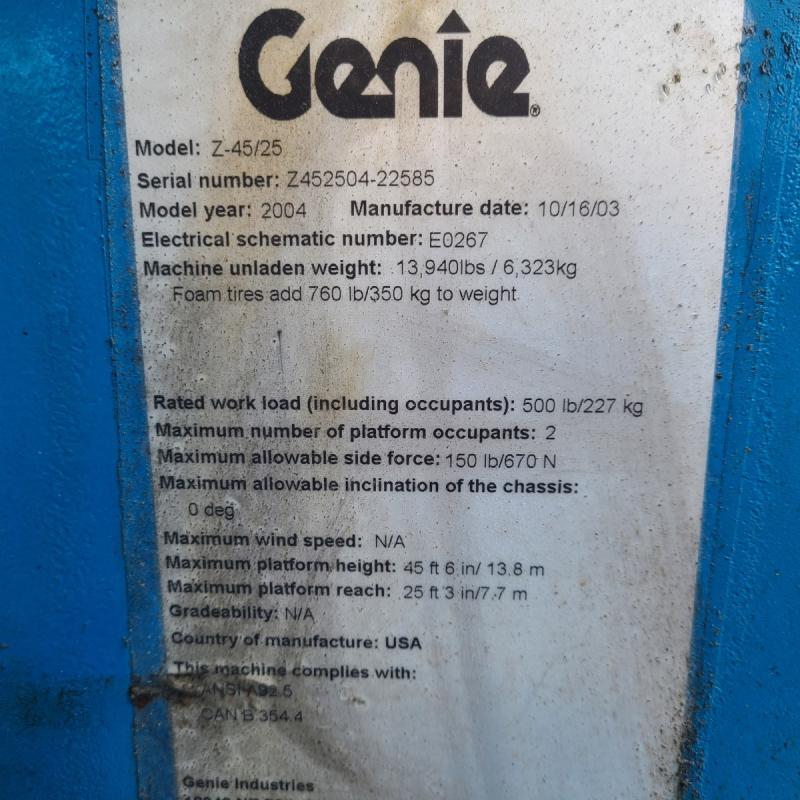 Genie®
Model: Z-45/25
Serial number: Z452504-22585
Model year: 2004 Manufacture date: 10/16/03
Electrical schematic number: E0267
Machine unladen weight: 13,940lbs / 6,323kg
Foam tires add 760 lb/350 kg to weight
Rated work load (including occupants): 500 lb/227 kg
Maximum number of platform occupants: 2
Maximum allowable side force: 150 lb/670 N
Maximum allowable inclination of the chassis:
0 deg
Maximum wind speed: N/A
Maximum platform height: 45 ft 6 in/ 13.8 m
Maximum platform reach: 25 ft 3 in/7.7 m
Gradeability: N/A
Country of manufacture: USA
This machine complies with:
ANSI A92.5
CAN B 354.4
Genie Industries